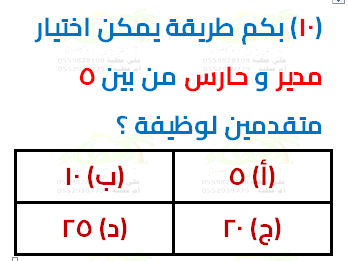 (١٠) بكم طريقة يمكن اختيار
مدير و حارس من بين ٥
متقدمين لوظيفة ؟
(أ) ٥
(ب) ١٠
(ج) ٢٠
(د) ٢٥